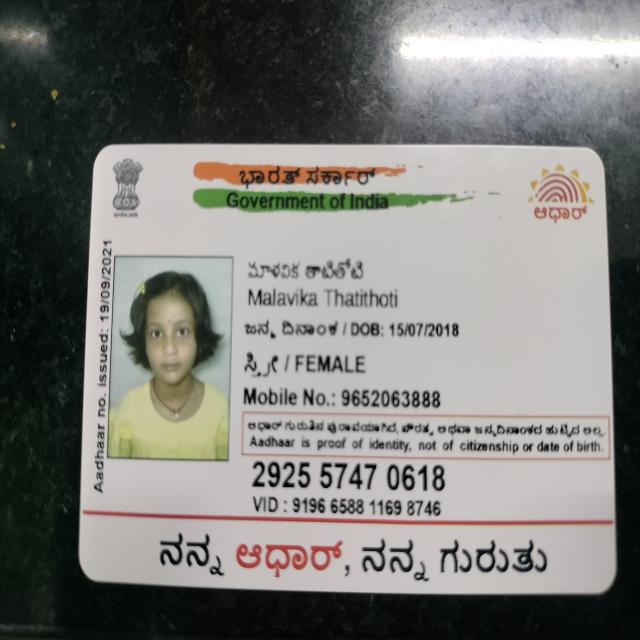 ಭಾರತ್ ಸರ್ಕಾರ್
Government of India
ಆಧಾರ್
Aadhaar no. issued: 19/09/2021
ಮಾಳವಿಕ ತಾಟಿತೋಟಿ
Malavika Thatithoti
ಜನ್ಮ ದಿನಾಂಕ / DOB: 15/07/2018
ಸ್ತ್ರೀ / FEMALE
Mobile No.: 9652063888
ಆಧಾರ್ ಗುರುತಿನ ಪುರಾವೆಯಾಗಿದೆ, ಪೌರತ್ವ ಅಥವಾ ಜನ್ಮದಿನಾಂಕದ ಅಲ್ಲ.
Aadhaar is proof of identity, not of citizenship or date of birth.
2925 5747 0618
VID : 9196 6588 1169 8746
ನನ್ನ ಆಧಾರ್, ನನ್ನ ಗುರುತು